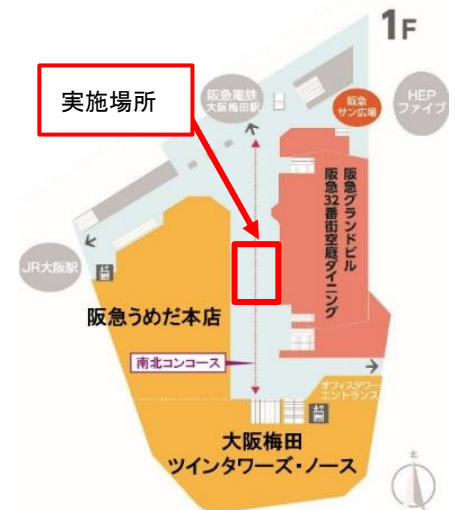 1F
実施場所
阪急電鉄
大阪梅田駅
阪急
サン広場
HEP
ファイブ
阪急グランドビル
阪急32番街空庭ダイニング
JR大阪駅
阪急うめだ本店
南北コンコース
オフィスタワー
エントランス
大阪梅田
ツインタワーズ・ノース
北